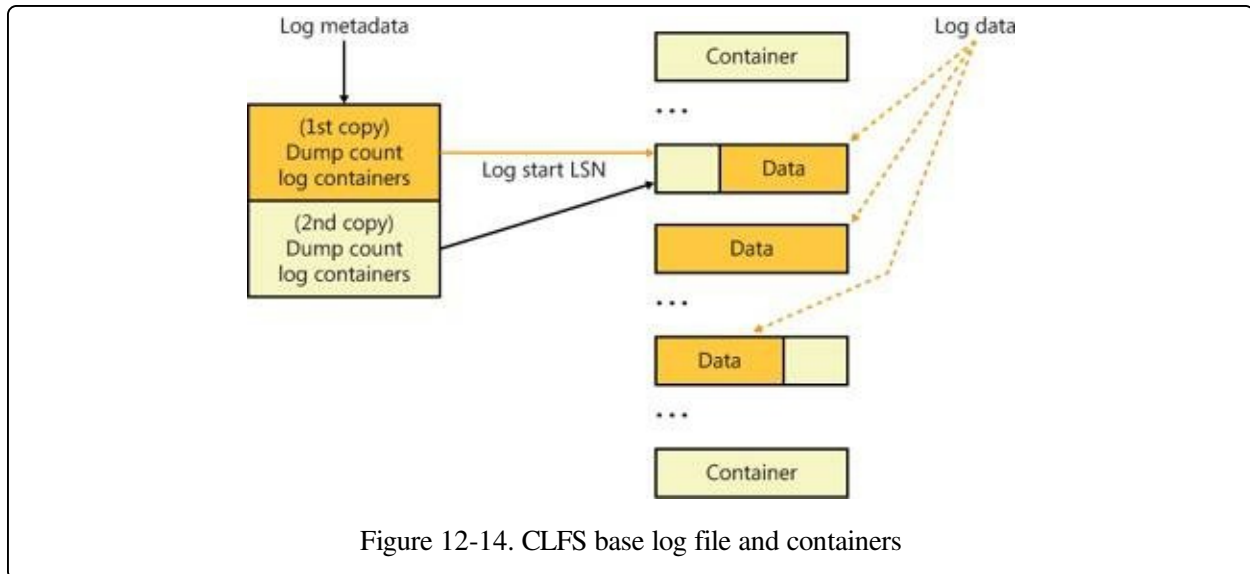 Log metadata
Log data
Container
...
(1st copy)
Dump count
log containers
Log start LSN
Data
(2nd copy)
Dump count
log containers
Data
...
Data
...
Container
Figure 12-14. CLFS base log file and containers